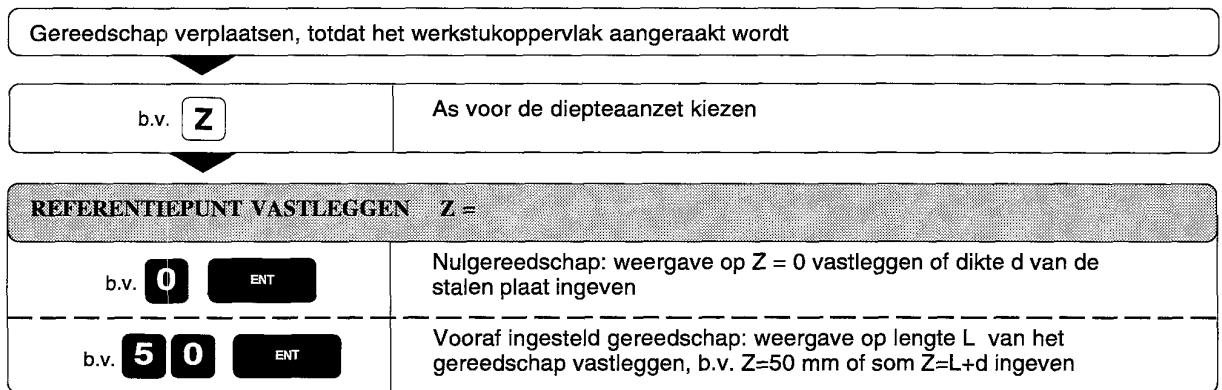 Gereedschap verplaatsen, totdat het werkstukoppervlak aangeraakt wordt
b.v. Z
As voor de diepteaanzet kiezen
REFERENTIEPUNT VASTLEGGEN Z =
b.v. 0 ENT
Nulgereedschap: weergave op Z = 0 vastleggen of dikte d van de
stalen plaat ingeven
b.v. 5 0 ENT
Vooraf ingesteld gereedschap: weergave op lengte L van het
gereedschap vastleggen, b.v. Z=50 mm of som Z=L+d ingeven